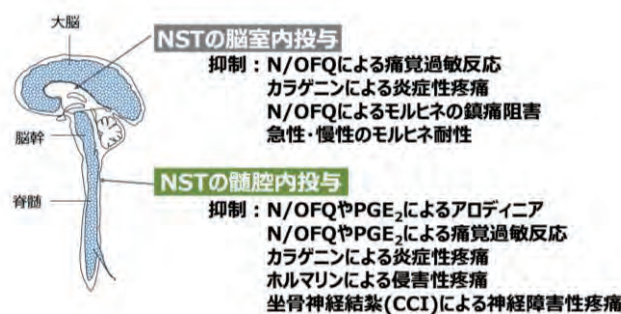 大脳
脳幹
脊髄
NSTの脳室内投与
抑制：N/OFQによる痛覚過敏反応
カラゲニンによる炎症性疼痛
N/OFQによるモルヒネの鎮痛阻害
急性・慢性のモルヒネ耐性
NSTの髄腔内投与
抑制：N/OFQやPGE₂によるアロディニア
N/OFQやPGE₂による痛覚過敏反応
カラゲニンによる炎症性疼痛
ホルマリンによる侵害性疼痛
坐骨神経結紮(CCI)による神経障害性疼痛